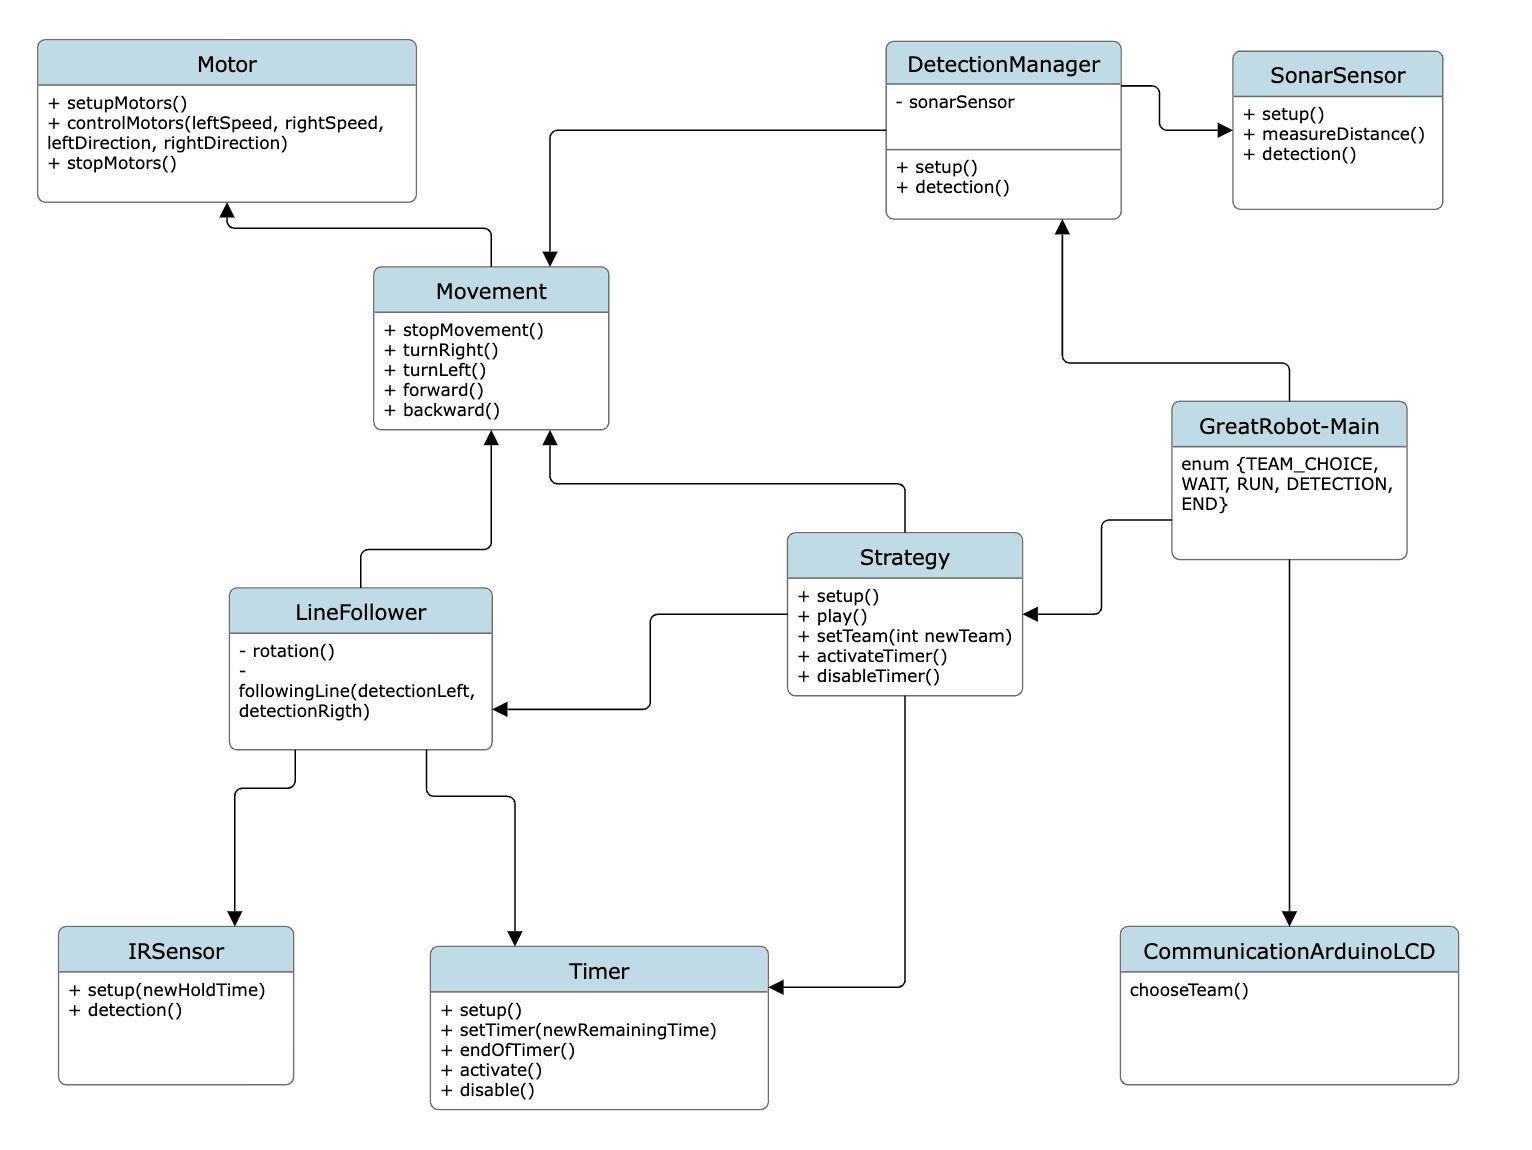 Motor
+ setupMotors()
+ controlMotors(leftSpeed, rightSpeed,
leftDirection, rightDirection)
+ stopMotors()
DetectionManager
- sonarSensor
+ setup()
+ detection()
SonarSensor
+ setup()
+ measureDistance()
+ detection()
Movement
+ stopMovement()
+ turnRight()
+ turnLeft()
+ forward()
+ backward()
GreatRobot-Main
enum {TEAM_CHOICE,
WAIT, RUN, DETECTION,
END}
Strategy
+ setup()
+ play()
+ setTeam(int newTeam)
+ activateTimer()
+ disableTimer()
LineFollower
- rotation()
-
followingLine(detectionLeft,
detectionRigth)
IRSensor
+ setup(newHoldTime)
+ detection()
Timer
+ setup()
+ setTimer(newRemainingTime)
+ endOfTimer()
+ activate()
+ disable()
CommunicationArduinoLCD
chooseTeam()